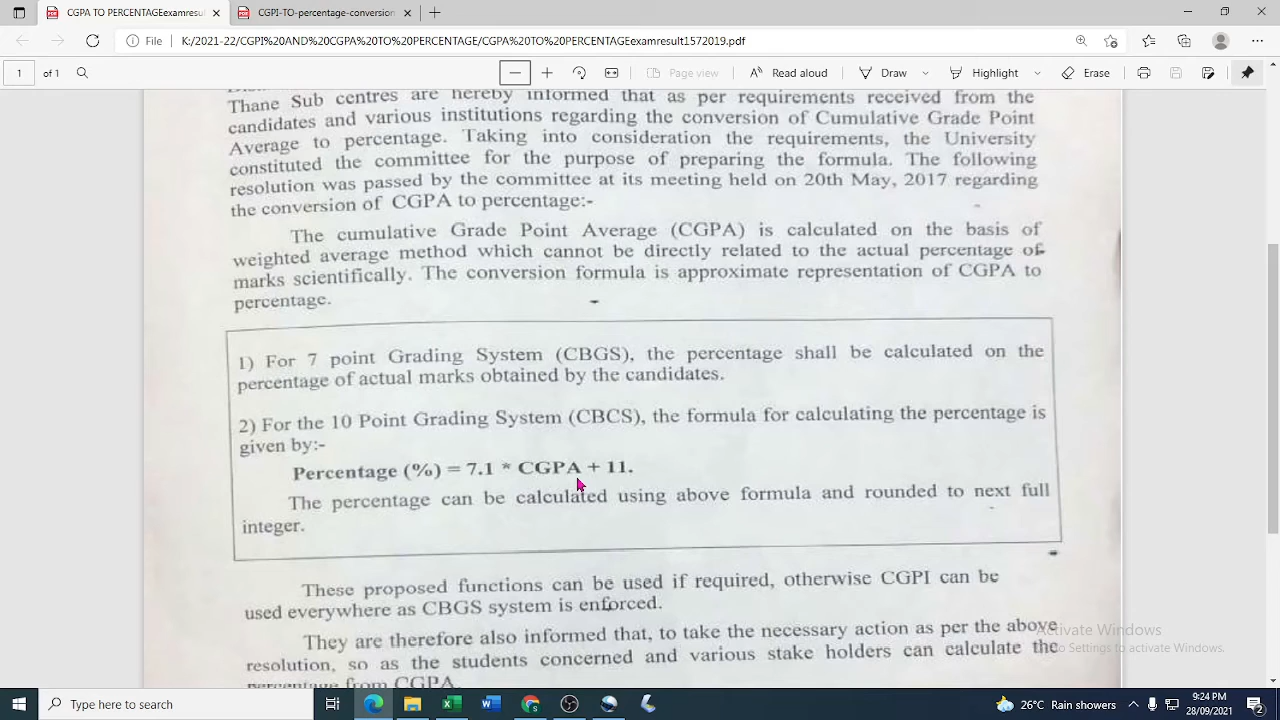 CGPA TO PERCENTAGEexamresul
CGPI-TO-percentage-conversion
File
K:/2021-22/CGPI%20AND%20CGPA%20TO%20PERCENTAGE/CGPA%20TO%20PERCENTAGEexamresult1572019.pdf
1 of 1 Page view Read aloud Draw Highlight Erase
Thane Sub centres are hereby informed that as per requirements received from the
candidates and various institutions regarding the conversion of Cumulative Grade Point
Average to percentage. Taking into consideration the requirements, the University
constituted the committee for the purpose of preparing the formula. The following
resolution was passed by the committee at its meeting held on 20th May, 2017 regarding
the conversion of CGPA to percentage:-
The cumulative Grade Point Average (CGPA) is calculated on the basis of
weighted average method which cannot be directly related to the actual percentage of
marks scientifically. The conversion formula is approximate representation of CGPA to
percentage.
1) For 7 point Grading System (CBGS), the percentage shall be calculated on the
percentage of actual marks obtained by the candidates.
2) For the 10 Point Grading System (CBCS), the formula for calculating the percentage is
given by:-
Percentage (%) = 7.1 * CGPA + 11.
The percentage can be calculated using above formula and rounded to next full
integer.
These proposed functions can be used if required, otherwise CGPI can be
used everywhere as CBGS system is enforced.
They are therefore also informed that, to take the necessary action as per the above
resolution, so as the students concerned and various stake holders can calculate the
percentage from CGPA.
Activate Windows
to Settings to activate Windows.
Type here to search
26°C Rain showers
9:24 PM
28/09/2021